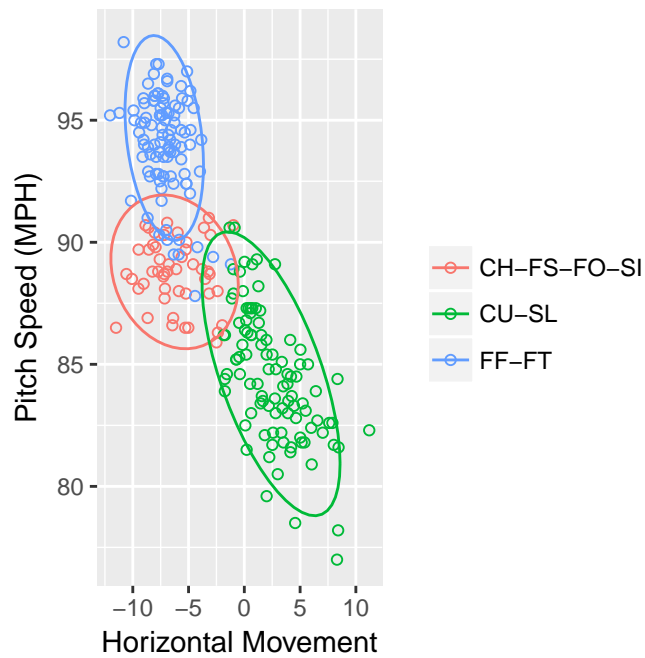 Pitch Speed (MPH)
95
90
85
80
−10 −5 0 5 10
Horizontal Movement
CH−FS−FO−SI
CU−SL
FF−FT